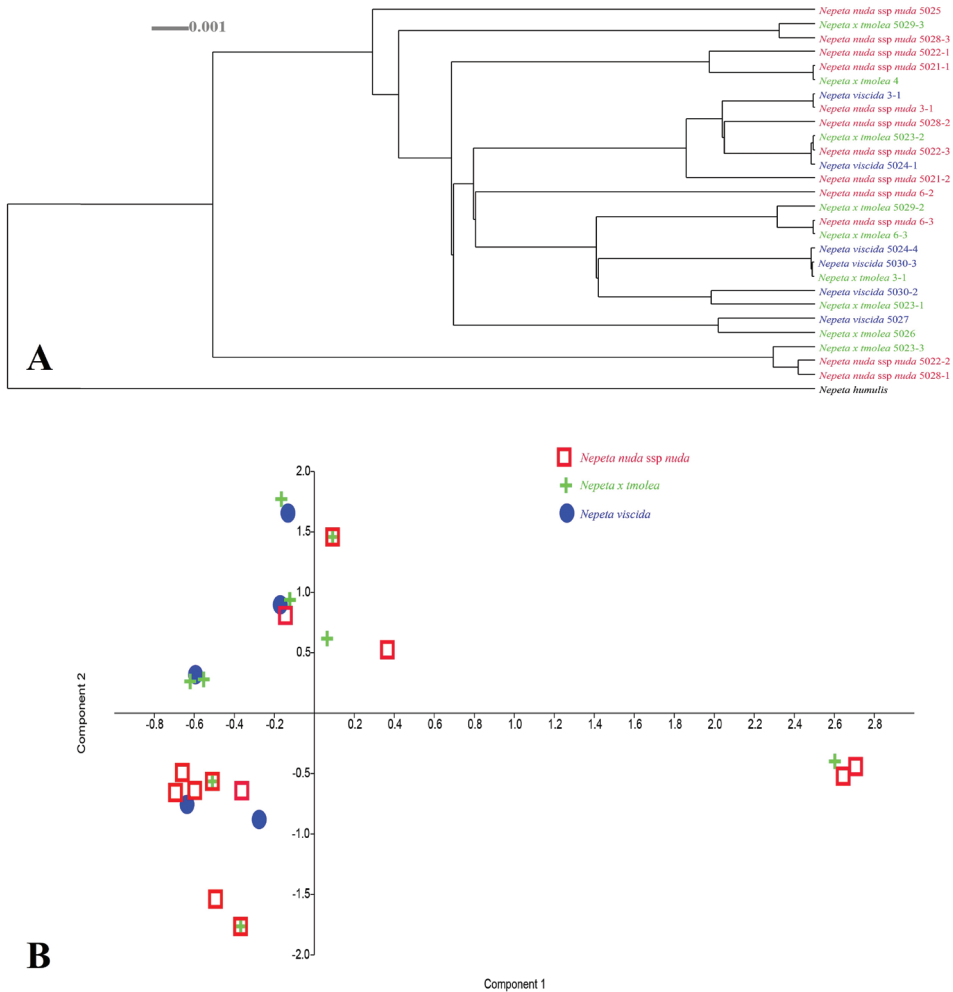 0.001
Nepeta nuda ssp nuda 5025
Nepeta x tmolea 5029-3
Nepeta nuda ssp nuda 5028-3
Nepeta nuda ssp nuda 5022-1
Nepeta nuda ssp nuda 5021-1
Nepeta x tmolea 4
Nepeta viscida 3-1
Nepeta nuda ssp nuda 3-1
Nepeta nuda ssp nuda 5028-2
Nepeta x tmolea 5023-2
Nepeta nuda ssp nuda 5022-3
Nepeta viscida 5024-1
Nepeta nuda ssp nuda 5021-2
Nepeta nuda ssp nuda 6-2
Nepeta x tmolea 5029-2
Nepeta nuda ssp nuda 6-3
Nepeta x tmolea 6-3
Nepeta viscida 5024-4
Nepeta viscida 5030-3
Nepeta x tmolea 3-1
Nepeta viscida 5030-2
Nepeta x tmolea 5023-1
Nepeta viscida 5027
Nepeta x tmolea 5026
Nepeta x tmolea 5023-3
Nepeta nuda ssp nuda 5022-2
Nepeta nuda ssp nuda 5028-1
Nepeta humulis
A
Nepeta nuda ssp nuda
Nepeta x tmolea
Nepeta viscida
2.0
1.5
1.0
0.5
-0.8 -0.6 -0.4 -0.2 0.2 0.4 0.6 0.8 1.0 1.2 1.4 1.6 1.8 2.0 2.2 2.4 2.6 2.8
-0.5
-1.0
-1.5
-2.0
Component 2
B
Component 1